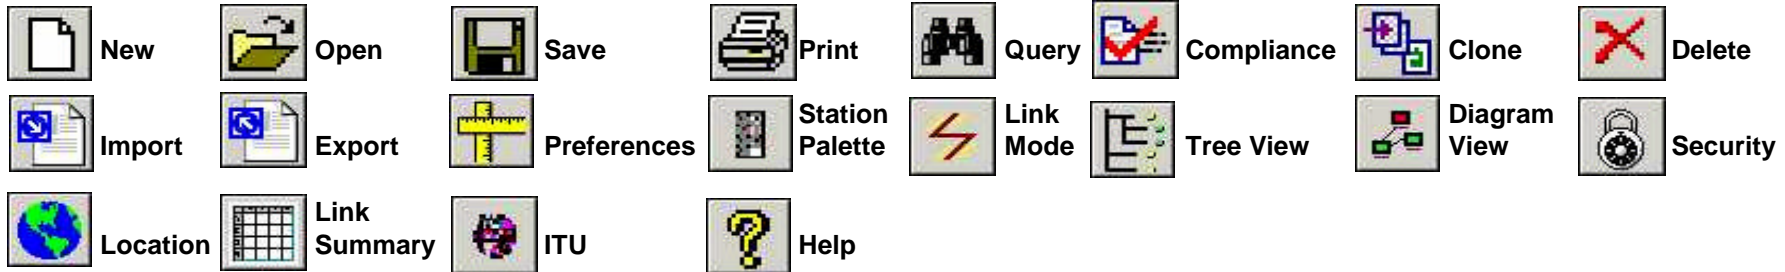 New Open Save Print Query Compliance Clone Delete
Import Export Preferences Station Palette Link Mode Tree View Diagram View Security
Location Link Summary ITU Help